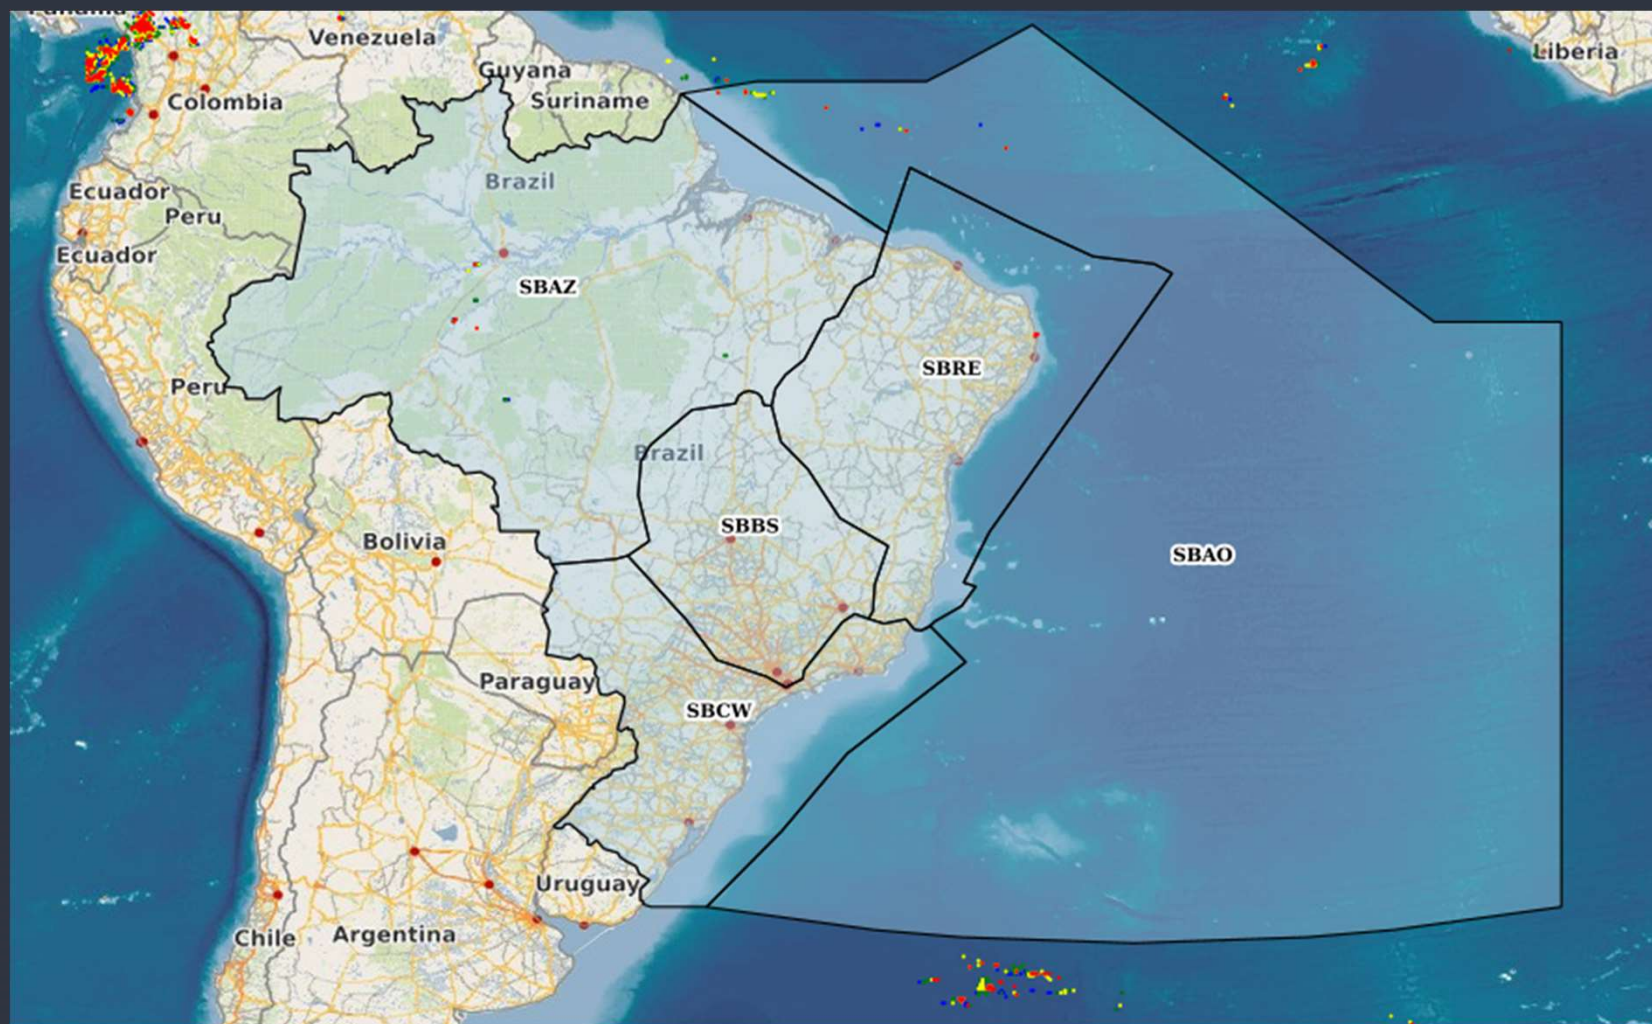 Panama
Venezuela
Liberia
Guyana
Colombia
Suriname
Brazil
Ecuador
Peru
Ecuador
SBAZ
SBRE
Peru
Brazil
SBBS
Bolivia
SBAO
Paraguay
SBCW
Uruguay
Chile
Argentina